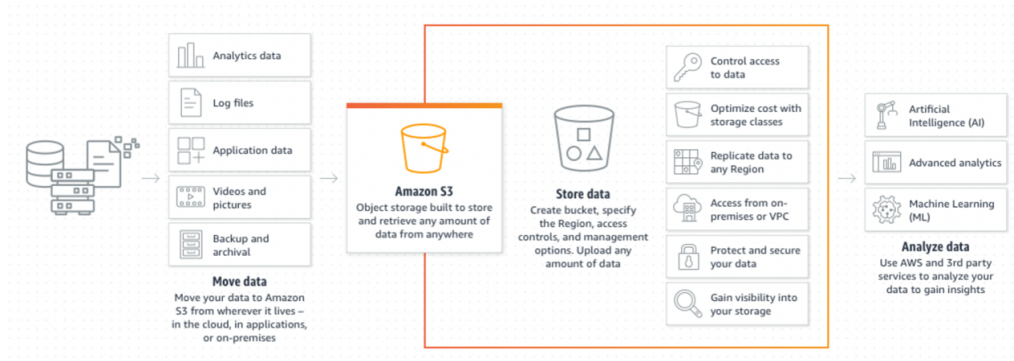 Analytics data
Log files
Application data
Videos and
pictures
Backup and
archival
Move data
Move your data to Amazon
S3 from wherever it lives –
in the cloud, in applications,
or on-premises
Amazon S3
Object storage built to store
and retrieve any amount of
data from anywhere
Store data
Create bucket, specify
the Region, access
controls, and management
options. Upload any
amount of data
Control access
to data
Optimize cost with
storage classes
Replicate data to
any Region
Access from on-
premises or VPC
Protect and secure
your data
Gain visibility into
your storage
Artificial
Intelligence (AI)
Advanced analytics
Machine Learning
(ML)
Analyze data
Use AWS and 3rd party
services to analyze your
data to gain insights